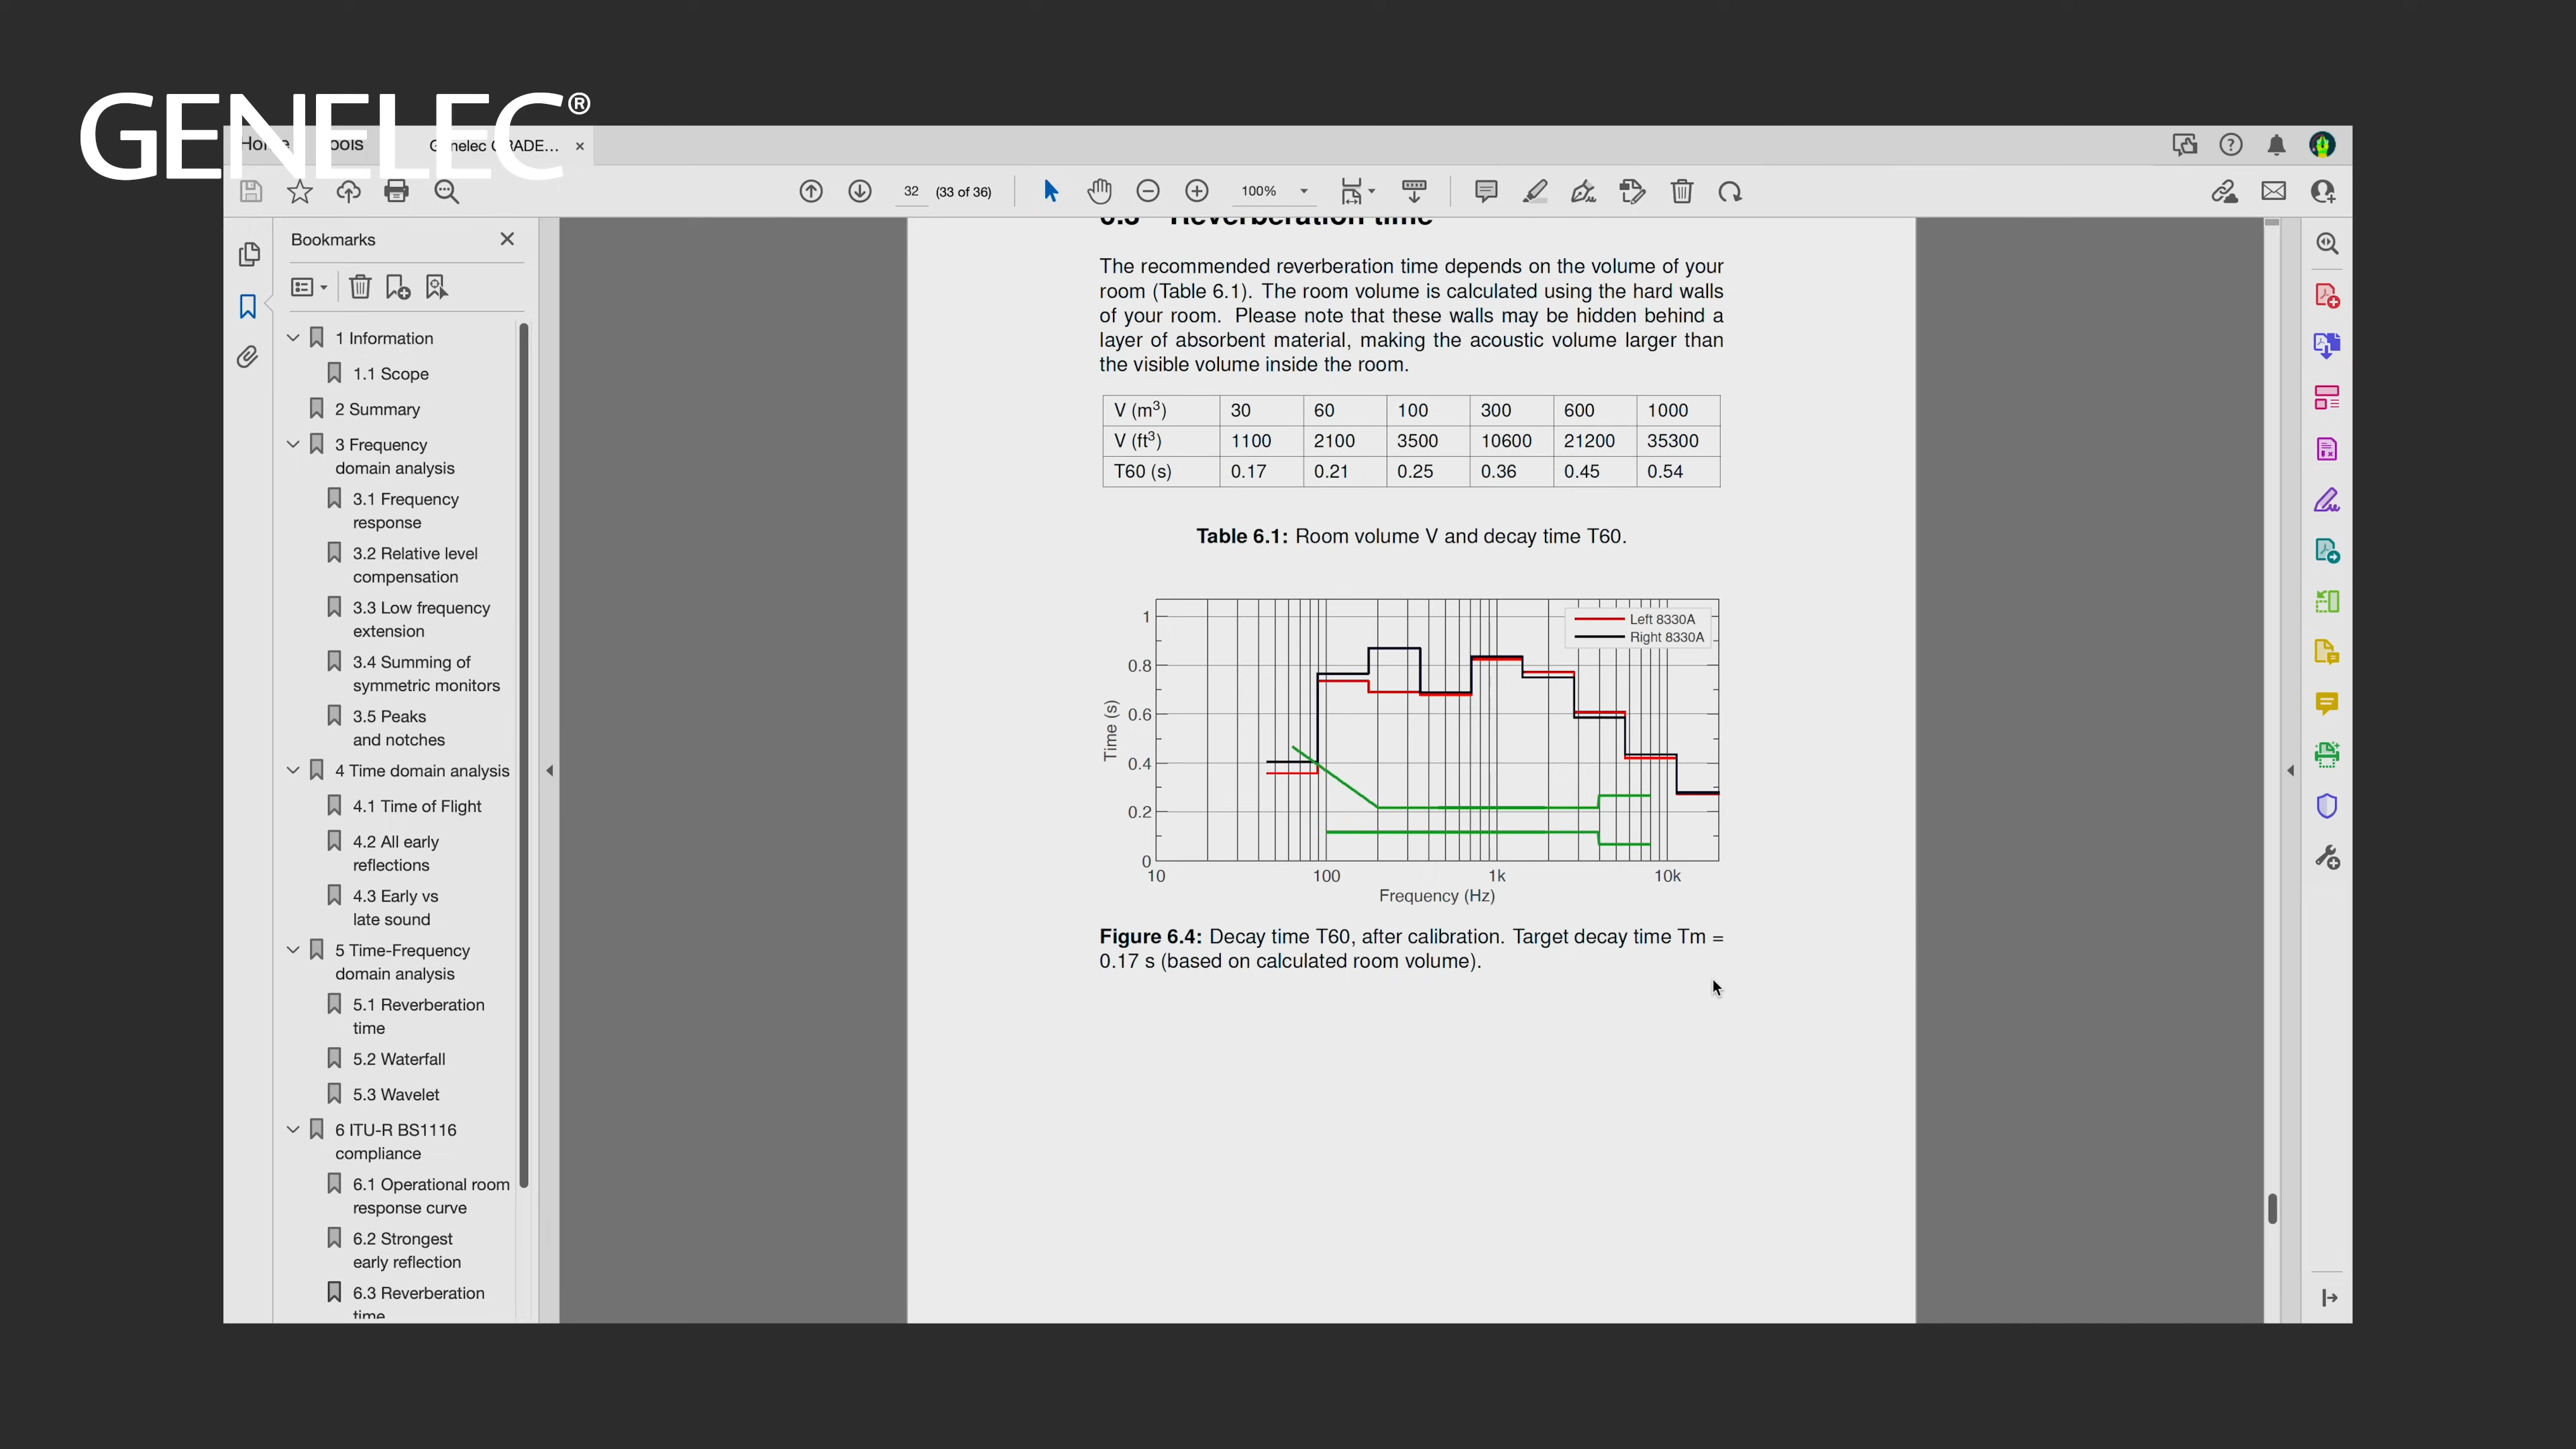 GENELEC®
Home Tools Genelec GRADE... ×
32 (33 of 36) 100%
Bookmarks
1 Information
1.1 Scope
2 Summary
3 Frequency
domain analysis
3.1 Frequency
response
3.2 Relative level
compensation
3.3 Low frequency
extension
3.4 Summing of
symmetric monitors
3.5 Peaks
and notches
4 Time domain analysis
4.1 Time of Flight
4.2 All early
reflections
4.3 Early vs
late sound
5 Time-Frequency
domain analysis
5.1 Reverberation
time
5.2 Waterfall
5.3 Wavelet
6 ITU-R BS1116
compliance
6.1 Operational room
response curve
6.2 Strongest
early reflection
6.3 Reverberation
time
6.3 Reverberation time
The recommended reverberation time depends on the volume of your
room (Table 6.1). The room volume is calculated using the hard walls
of your room. Please note that these walls may be hidden behind a
layer of absorbent material, making the acoustic volume larger than
the visible volume inside the room.
V (m³) 30 60 100 300 600 1000
V (ft³) 1100 2100 3500 10600 21200 35300
T60 (s) 0.17 0.21 0.25 0.36 0.45 0.54
Table 6.1: Room volume V and decay time T60.
Left 8330A
Right 8330A
1
0.8
0.6
0.4
0.2
0
Time (s)
10 100 1k 10k
Frequency (Hz)
Figure 6.4: Decay time T60, after calibration. Target decay time Tm =
0.17 s (based on calculated room volume).